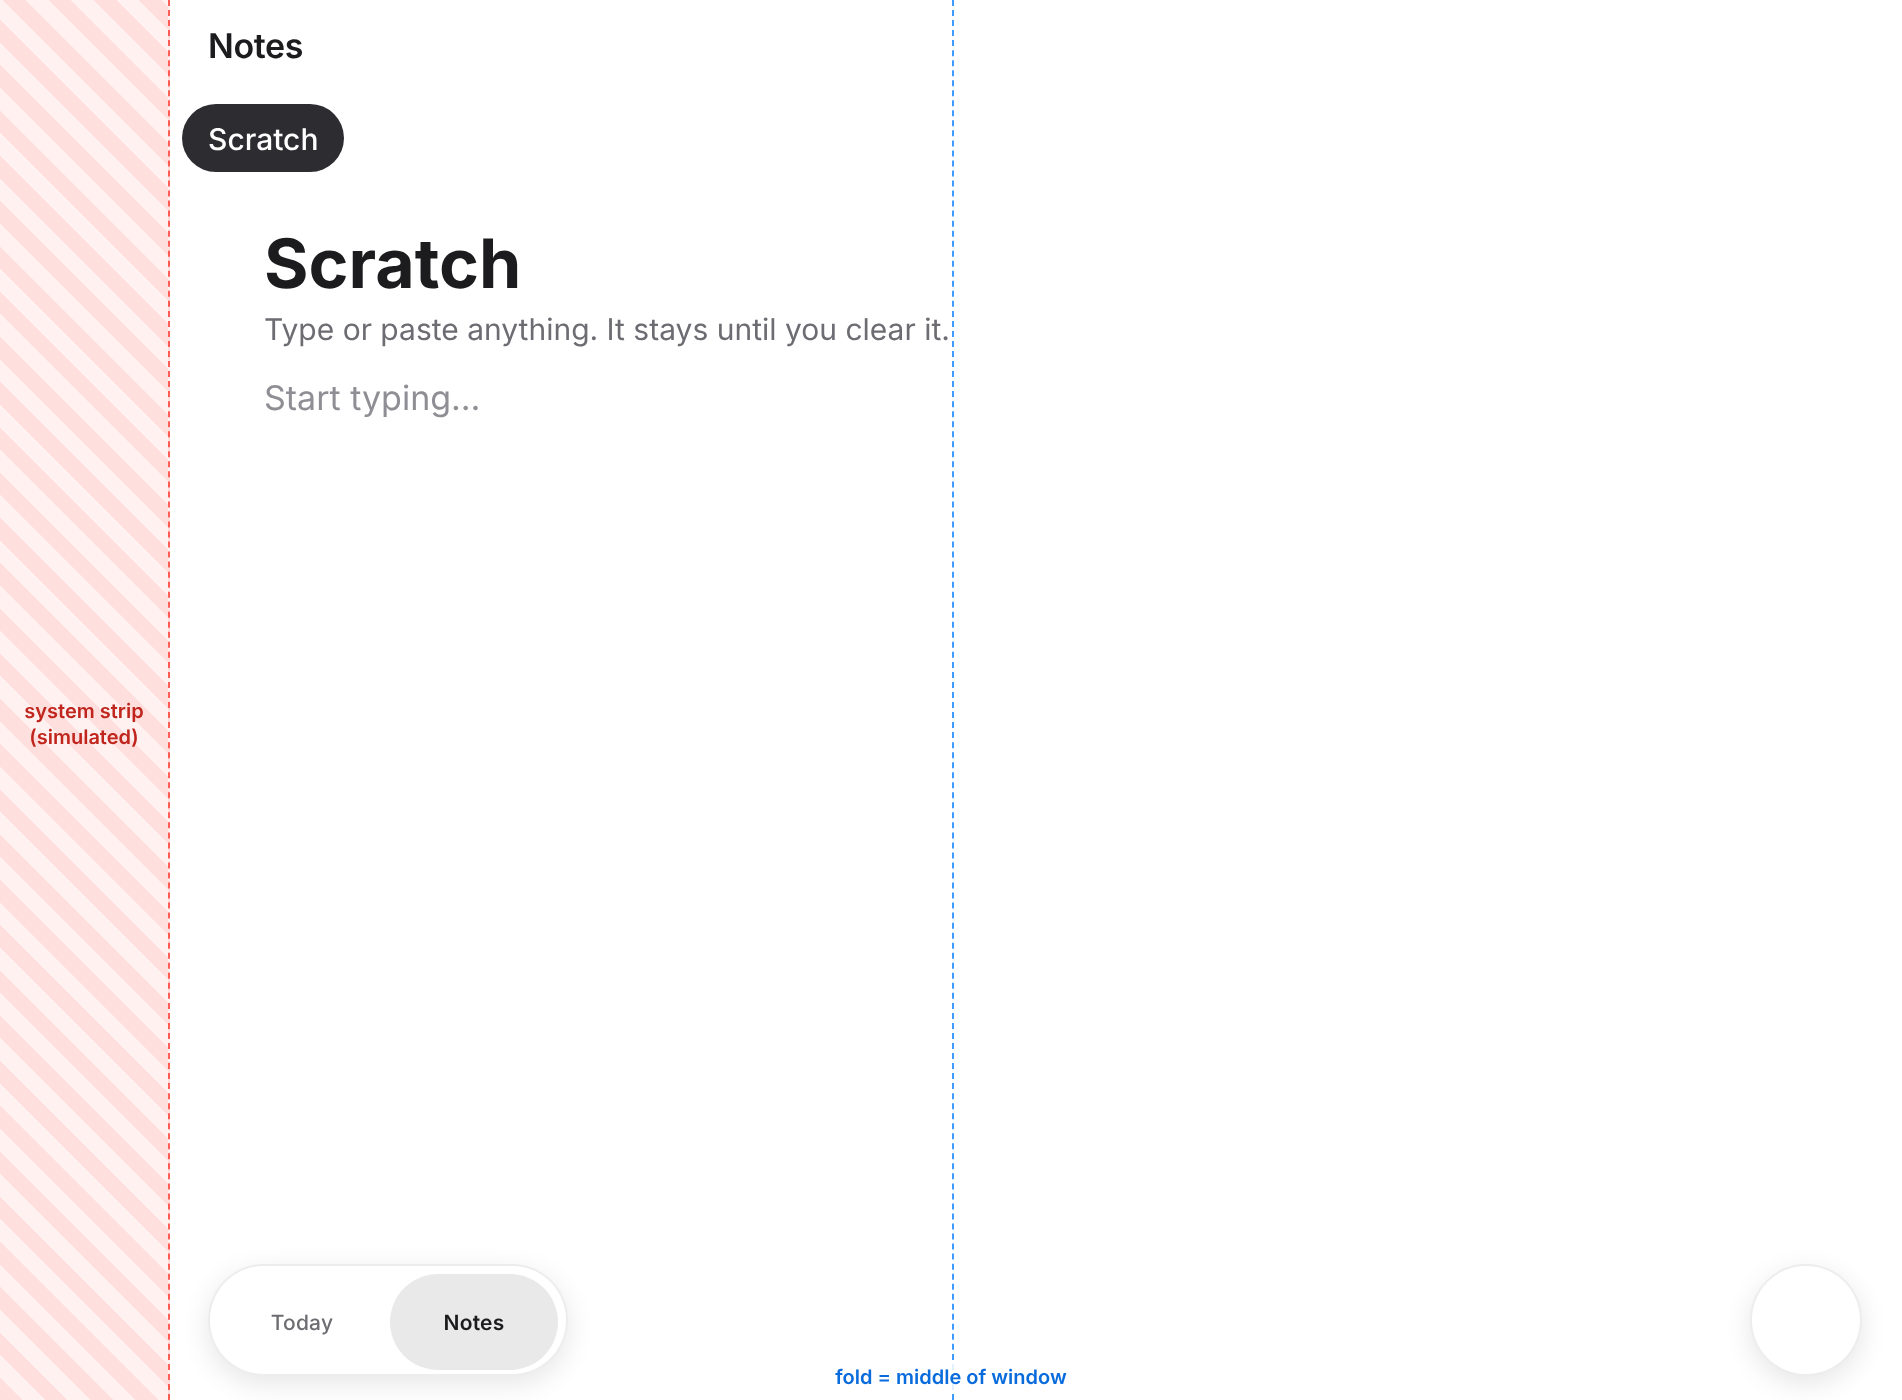 Notes
Scratch
Scratch
Type or paste anything. It stays until you clear it.
Start typing...
system strip
(simulated)
Today
Notes
fold = middle of window